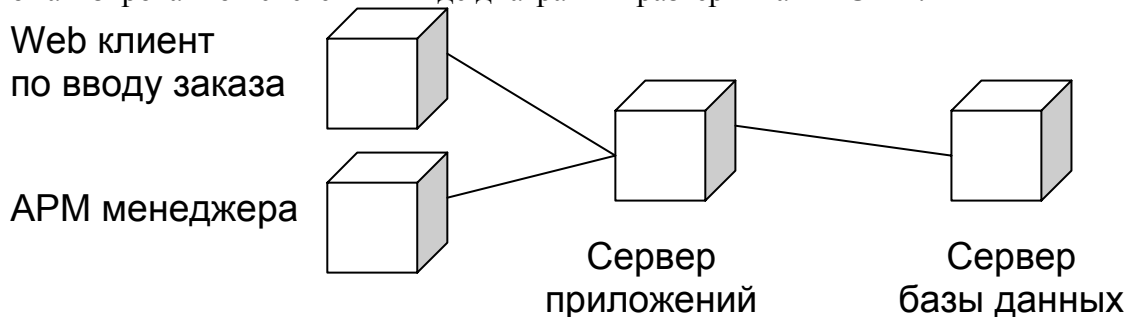 Web клиент
по вводу заказа
АРМ менеджера
Сервер
приложений
Сервер
базы данных